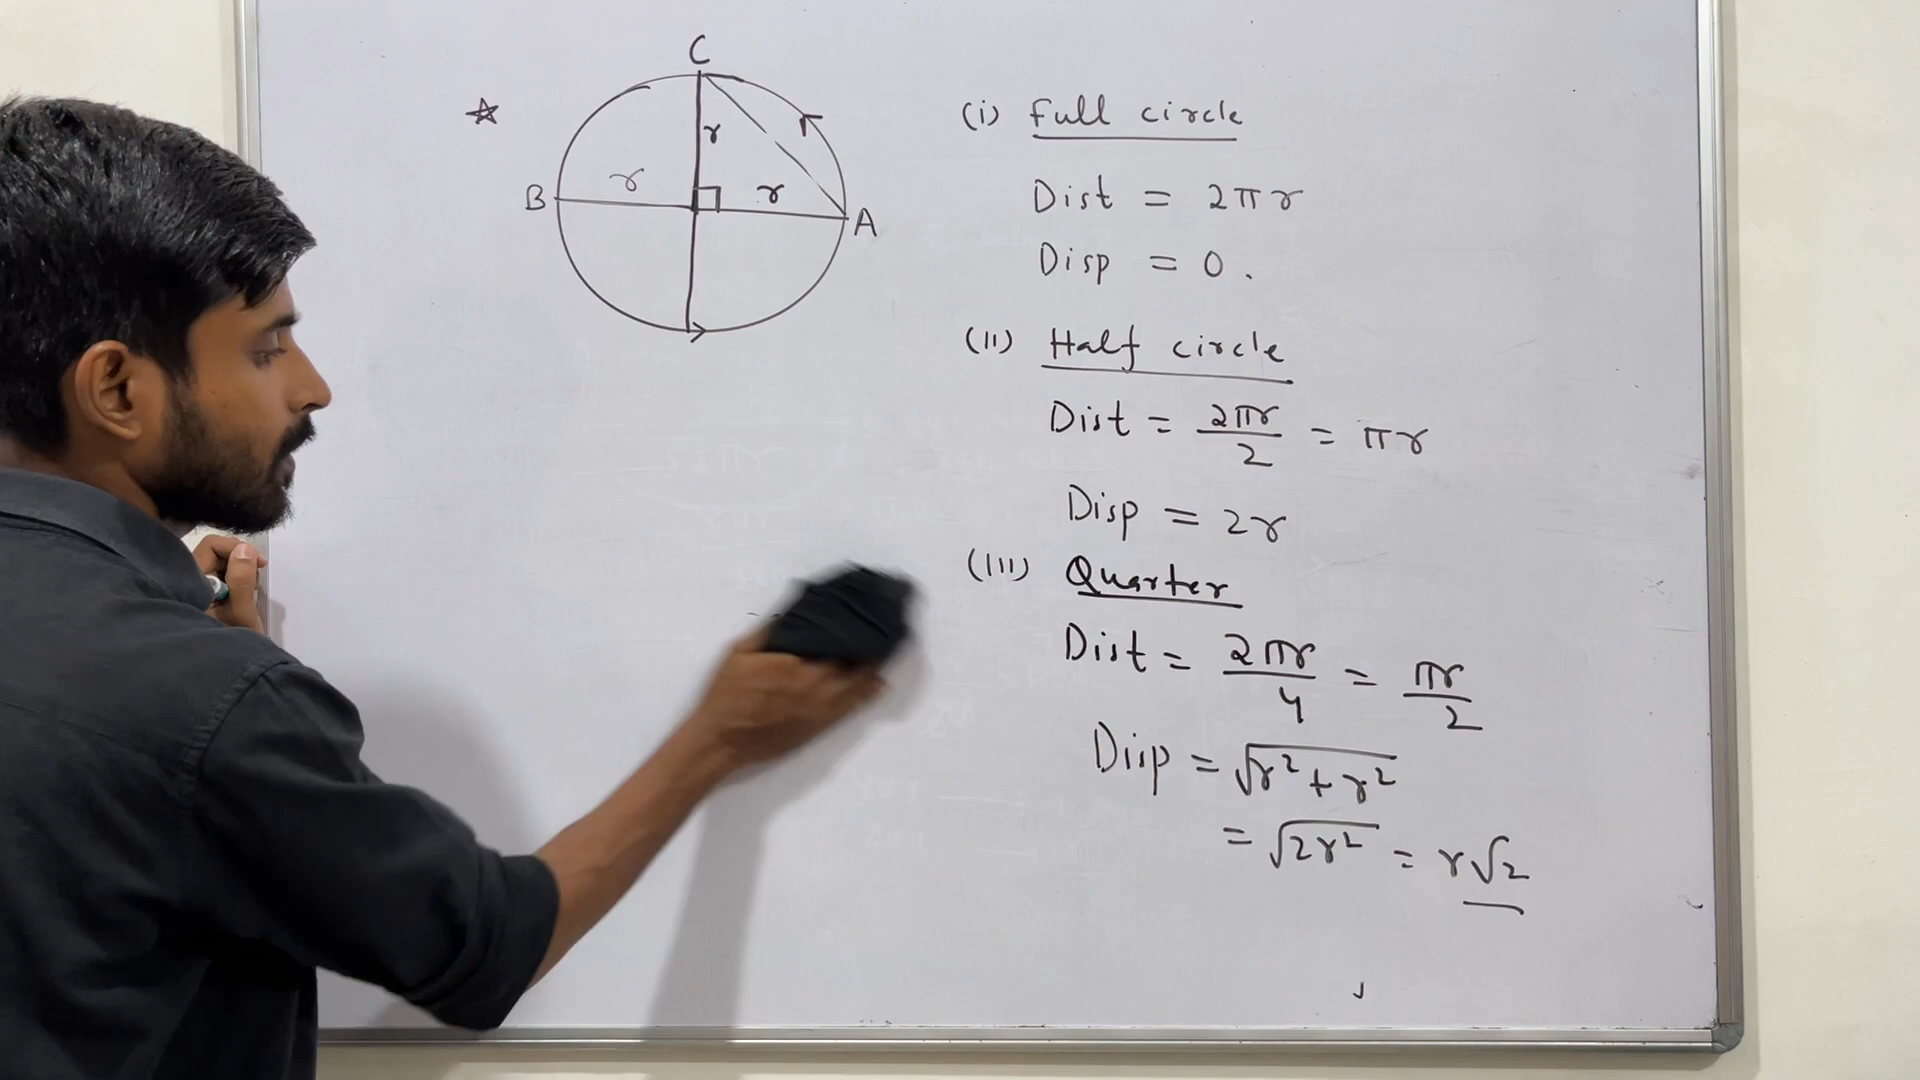 ☆
C
r
B
r
r
A
(i) Full circle
Dist = 2πr
Disp = 0 .
(ii) Half circle
Dist = 2πr/2 = πr
Disp = 2r
(iii) Quarter
Dist = 2πr/4 = πr/2
Disp = √r²+r²
= √2r² = r√2